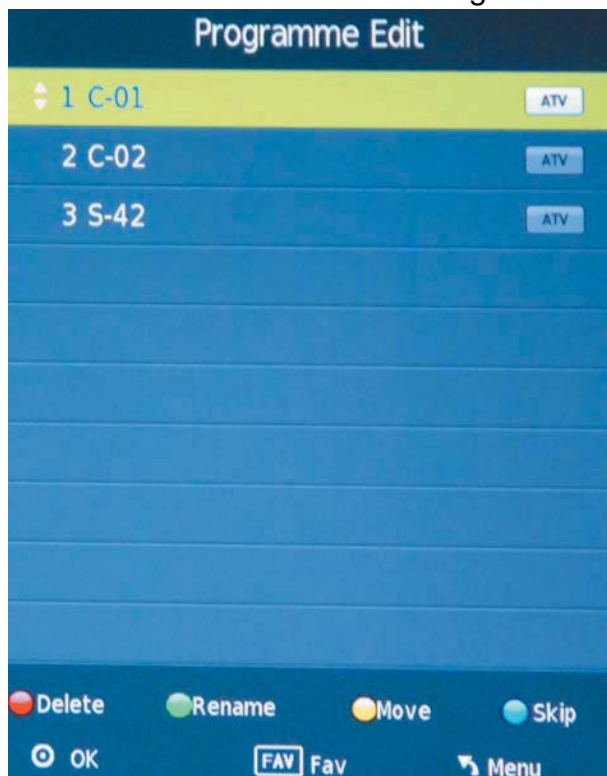 Programme Edit
1 C-01 ATV
2 C-02 ATV
3 S-42 ATV
Delete Rename Move Skip
OK FAV Fav Menu